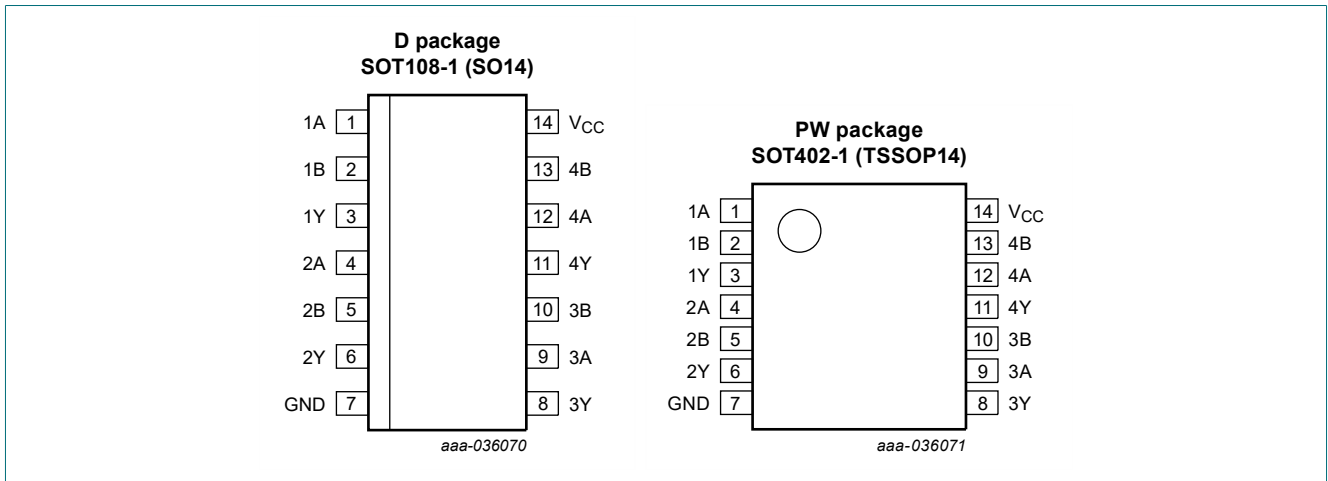 D package
SOT108-1 (SO14)
1A 1 14 VCC
1B 2 13 4B
1Y 3 12 4A
2A 4 11 4Y
2B 5 10 3B
2Y 6 9 3A
GND 7 8 3Y
aaa-036070
PW package
SOT402-1 (TSSOP14)
1A 1 14 VCC
1B 2 13 4B
1Y 3 12 4A
2A 4 11 4Y
2B 5 10 3B
2Y 6 9 3A
GND 7 8 3Y
aaa-036071